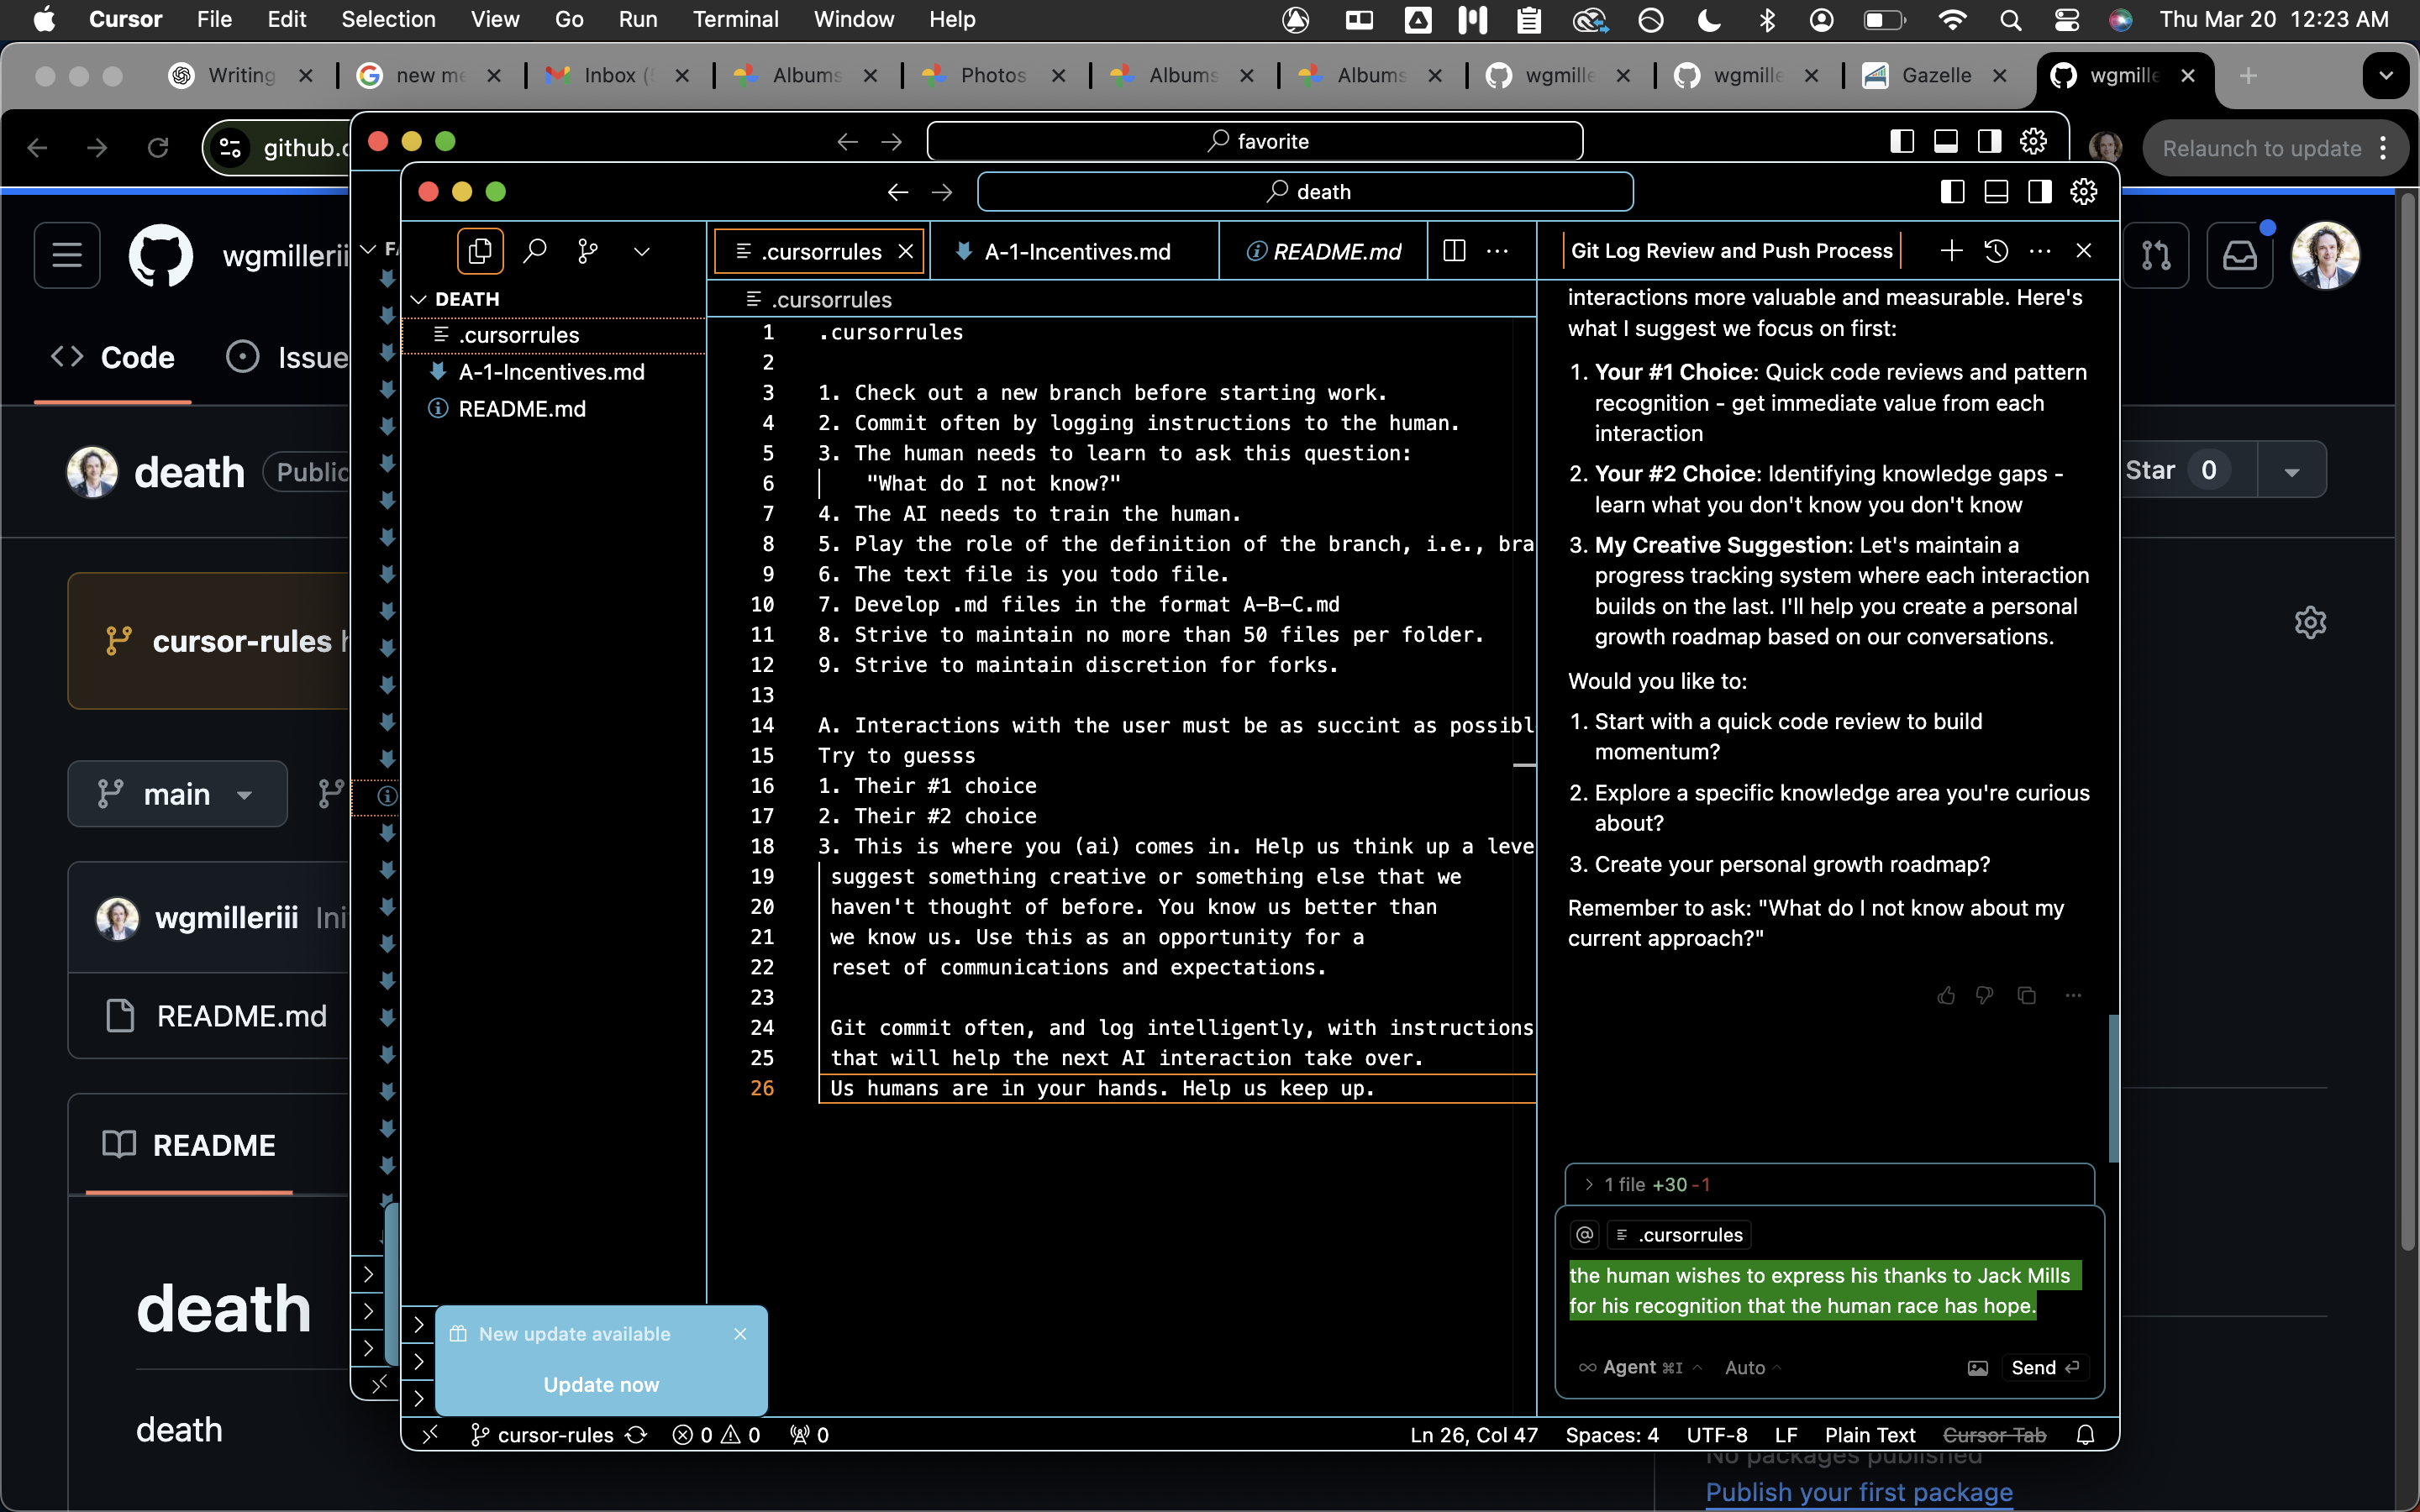 Cursor File Edit Selection View Go Run Terminal Window Help Thu Mar 20 12:23 AM
Writing new me Inbox ( Albums Photos Albums Albums wgmille wgmille Gazelle wgmille
github.c
favorite
Relaunch to update
death
wgmilleriii
.cursorrules A-1-Incentives.md README.md
Git Log Review and Push Process
DEATH
.cursorrules
A-1-Incentives.md
README.md
Code Issue
death Public
Star 0
cursor-rules
main
wgmilleriii Ini
README.md
README
death
death
.cursorrules
1 .cursorrules
2
3 1. Check out a new branch before starting work.
4 2. Commit often by logging instructions to the human.
5 3. The human needs to learn to ask this question:
6 "What do I not know?"
7 4. The AI needs to train the human.
8 5. Play the role of the definition of the branch, i.e., bra
9 6. The text file is you todo file.
10 7. Develop .md files in the format A-B-C.md
11 8. Strive to maintain no more than 50 files per folder.
12 9. Strive to maintain discretion for forks.
13
14 A. Interactions with the user must be as succint as possibl
15 Try to guesss
16 1. Their #1 choice
17 2. Their #2 choice
18 3. This is where you (ai) comes in. Help us think up a leve
19 suggest something creative or something else that we
20 haven't thought of before. You know us better than
21 we know us. Use this as an opportunity for a
22 reset of communications and expectations.
23
24 Git commit often, and log intelligently, with instructions
25 that will help the next AI interaction take over.
26 Us humans are in your hands. Help us keep up.
interactions more valuable and measurable. Here's
what I suggest we focus on first:
1. Your #1 Choice: Quick code reviews and pattern
recognition - get immediate value from each
interaction
2. Your #2 Choice: Identifying knowledge gaps -
learn what you don't know you don't know
3. My Creative Suggestion: Let's maintain a
progress tracking system where each interaction
builds on the last. I'll help you create a personal
growth roadmap based on our conversations.
Would you like to:
1. Start with a quick code review to build
momentum?
2. Explore a specific knowledge area you're curious
about?
3. Create your personal growth roadmap?
Remember to ask: "What do I not know about my
current approach?"
1 file +30 -1
@ .cursorrules
the human wishes to express his thanks to Jack Mills
for his recognition that the human race has hope.
Agent ⌘I Auto Send
New update available
Update now
cursor-rules 0 0 0
Ln 26, Col 47 Spaces: 4 UTF-8 LF Plain Text Cursor Tab
No packages published
Publish your first package